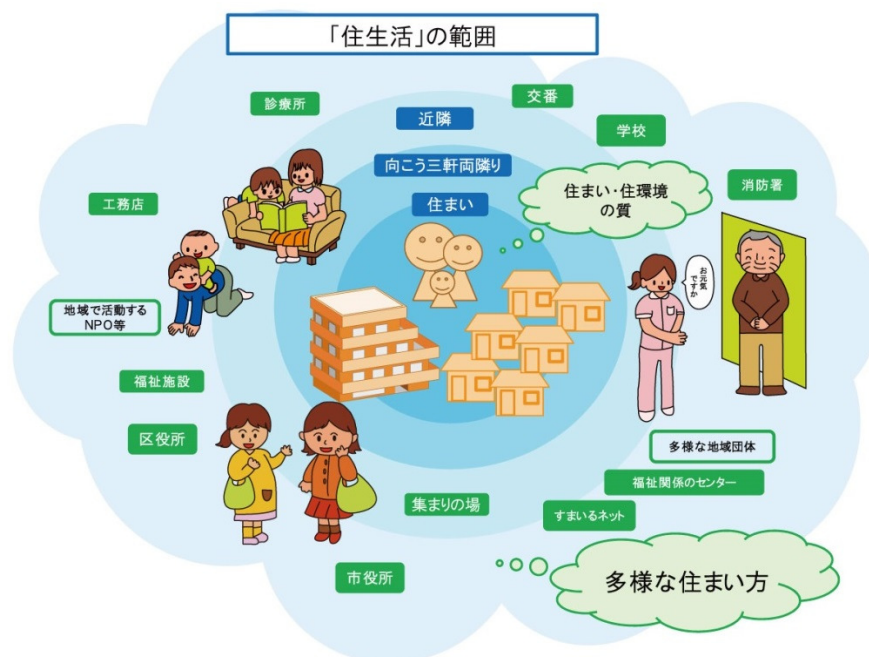 「住生活」の範囲
診療所
近隣
交番
学校
向こう三軒両隣り
工務店
住まい
住まい・住環境
の質
消防署
お元気
ですか
地域で活動する
NPO等
福祉施設
区役所
多様な地域団体
福祉関係のセンター
集まりの場
すまいるネット
市役所
多様な住まい方